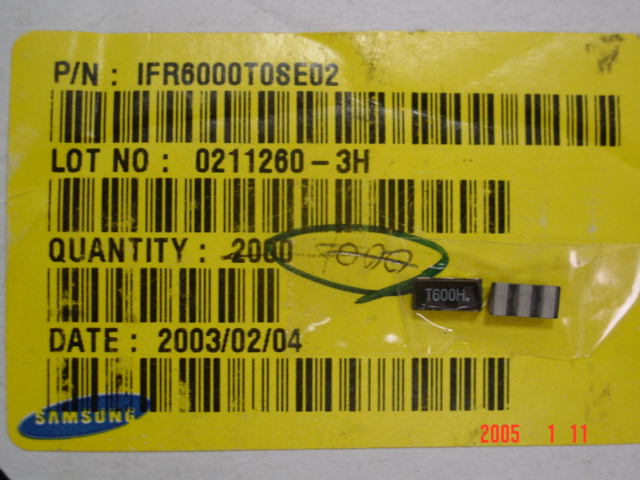 P/N : IFR6000T0SE02
LOT NO : 0211260-3H
QUANTITY : 2000 7000
T600H.
DATE : 2003/02/04
SAMSUNG
2005 1 11